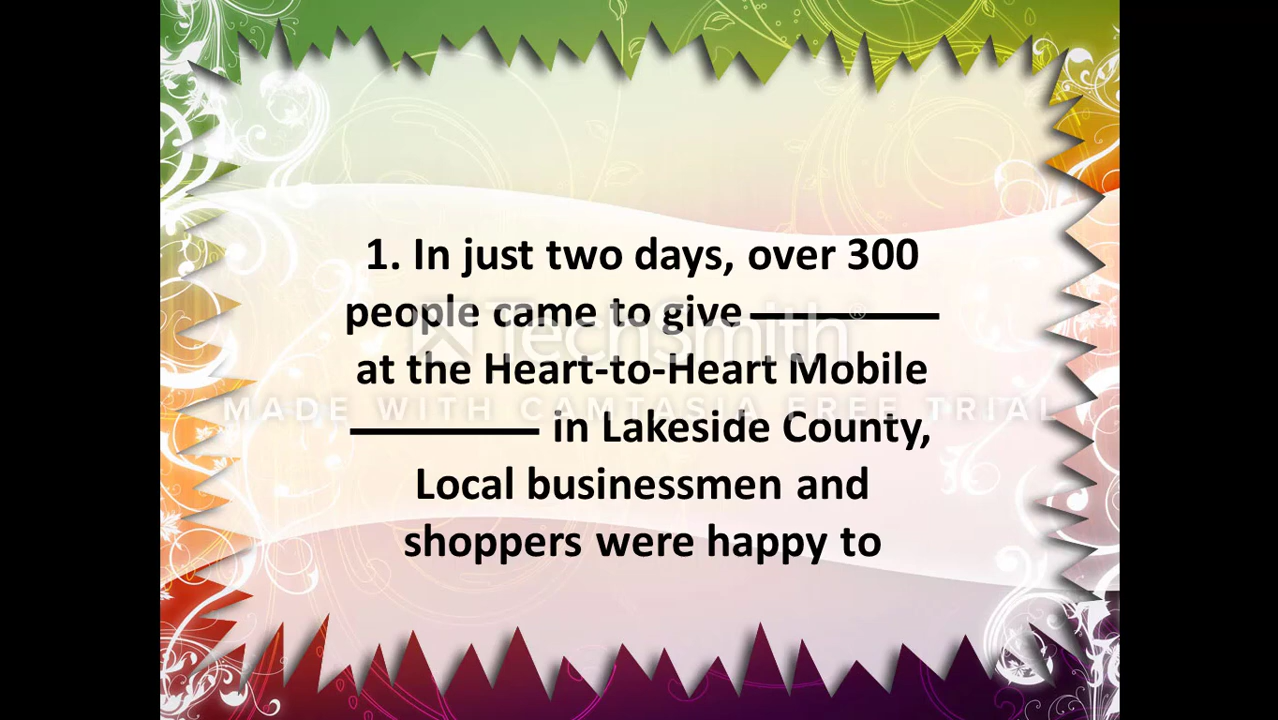 1. In just two days, over 300
people came to give ________
at the Heart-to-Heart Mobile
________ in Lakeside County,
Local businessmen and
shoppers were happy to
TechSmith®
MADE WITH CAMTASIA FREE TRIAL